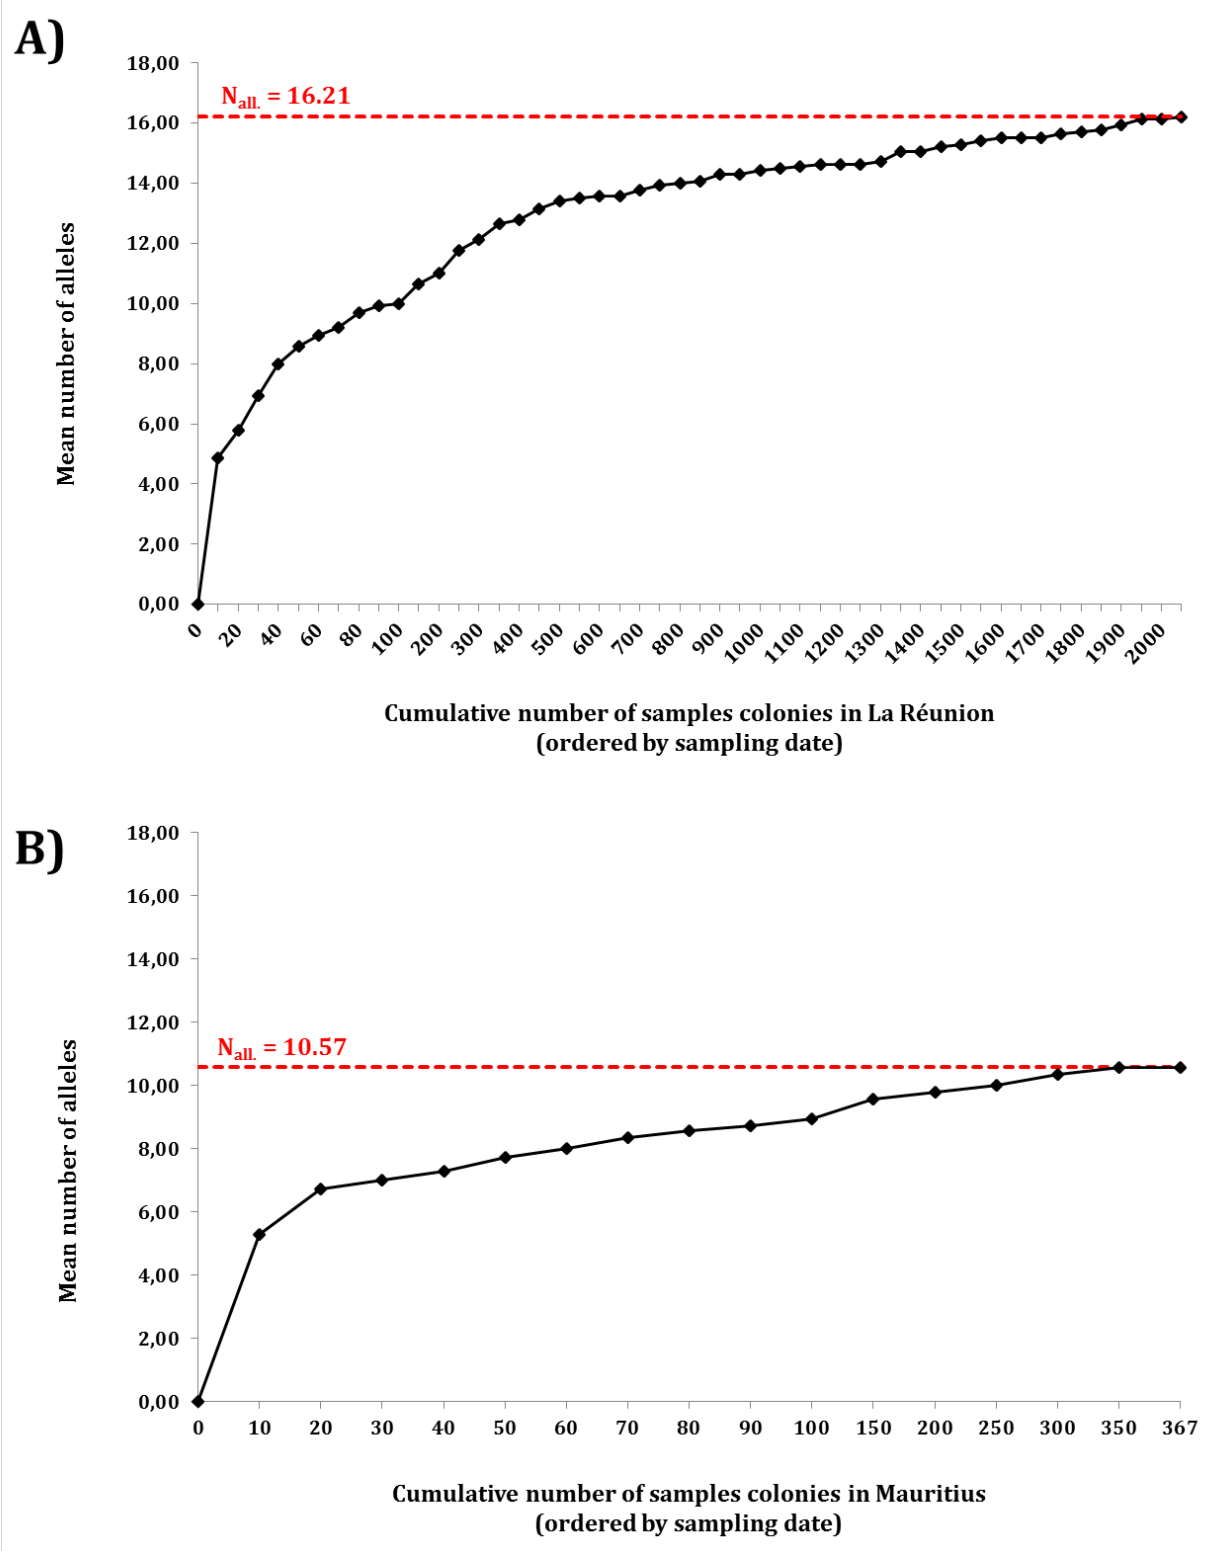 A)
18,00
N all. = 16.21
16,00
14,00
12,00
10,00
8,00
6,00
4,00
2,00
0,00
Mean number of alleles
0 20 40 60 80 100 200 300 400 500 600 700 800 900 1000 1100 1200 1300 1400 1500 1600 1700 1800 1900 2000
Cumulative number of samples colonies in La Réunion
(ordered by sampling date)
B)
18,00
16,00
14,00
12,00
N all. = 10.57
10,00
8,00
6,00
4,00
2,00
0,00
Mean number of alleles
0 10 20 30 40 50 60 70 80 90 100 150 200 250 300 350 367
Cumulative number of samples colonies in Mauritius
(ordered by sampling date)